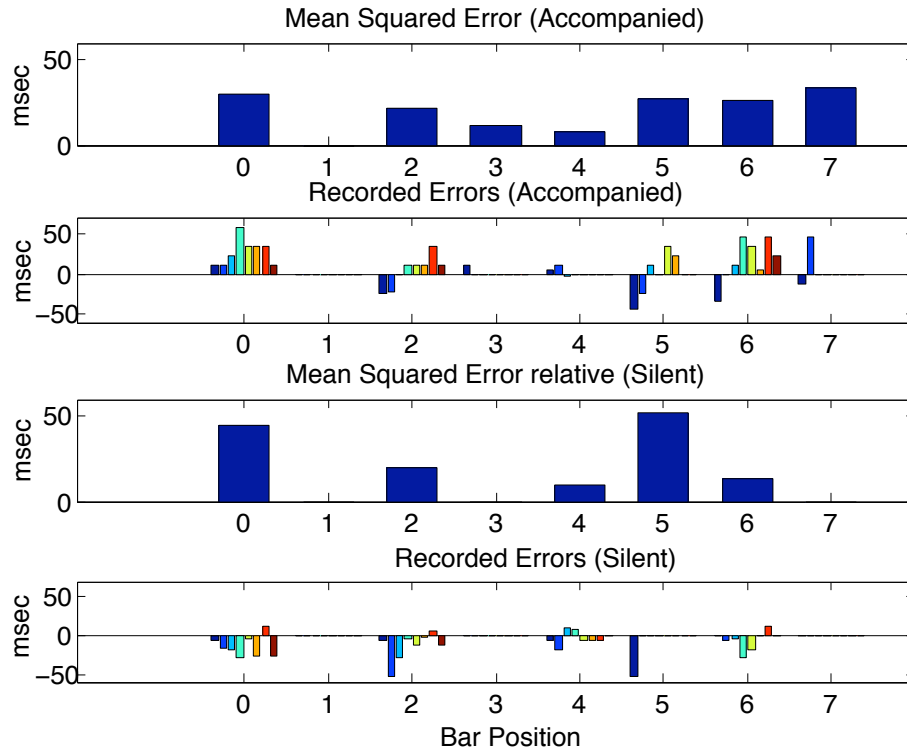 Mean Squared Error (Accompanied)
50
0
msec
0 1 2 3 4 5 6 7
Recorded Errors (Accompanied)
50
0
−50
msec
0 1 2 3 4 5 6 7
Mean Squared Error relative (Silent)
50
0
msec
0 1 2 3 4 5 6 7
Recorded Errors (Silent)
50
0
−50
msec
0 1 2 3 4 5 6 7
Bar Position